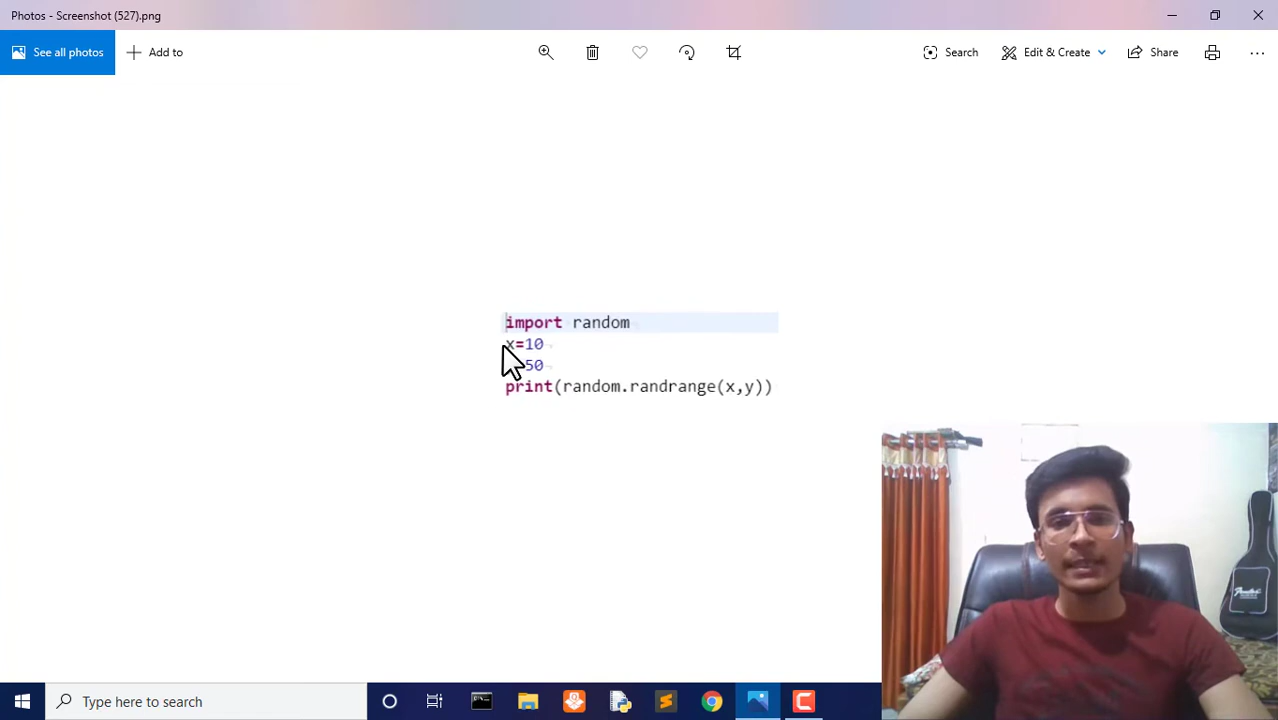 Photos - Screenshot (527).png
See all photos
Add to
Search
Edit & Create
Share
import random
x=10
50
print(random.randrange(x,y))
Fender
Type here to search